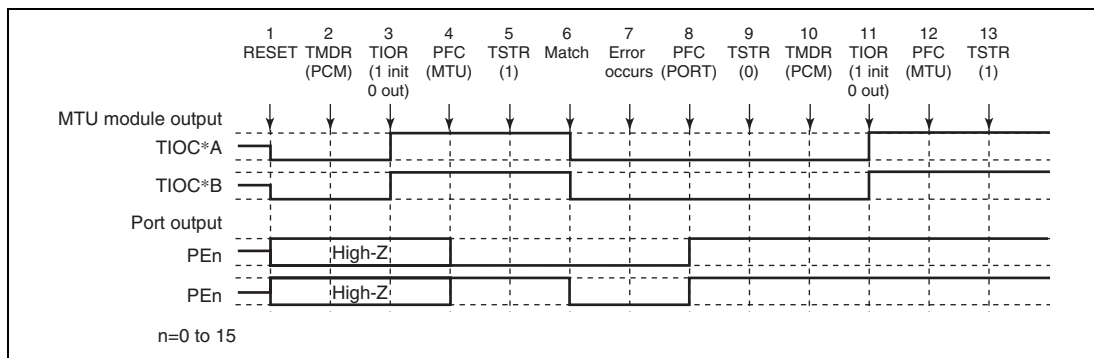 1 2 3 4 5 6 7 8 9 10 11 12 13
RESET TMDR TIOR PFC TSTR Match Error PFC TSTR TMDR TIOR PFC TSTR
(PCM) (1 init (MTU) (1) occurs (PORT) (0) (PCM) (1 init (MTU) (1)
0 out) 0 out)
MTU module output
TIOC*A
TIOC*B
Port output
PEn High-Z
PEn High-Z
n=0 to 15